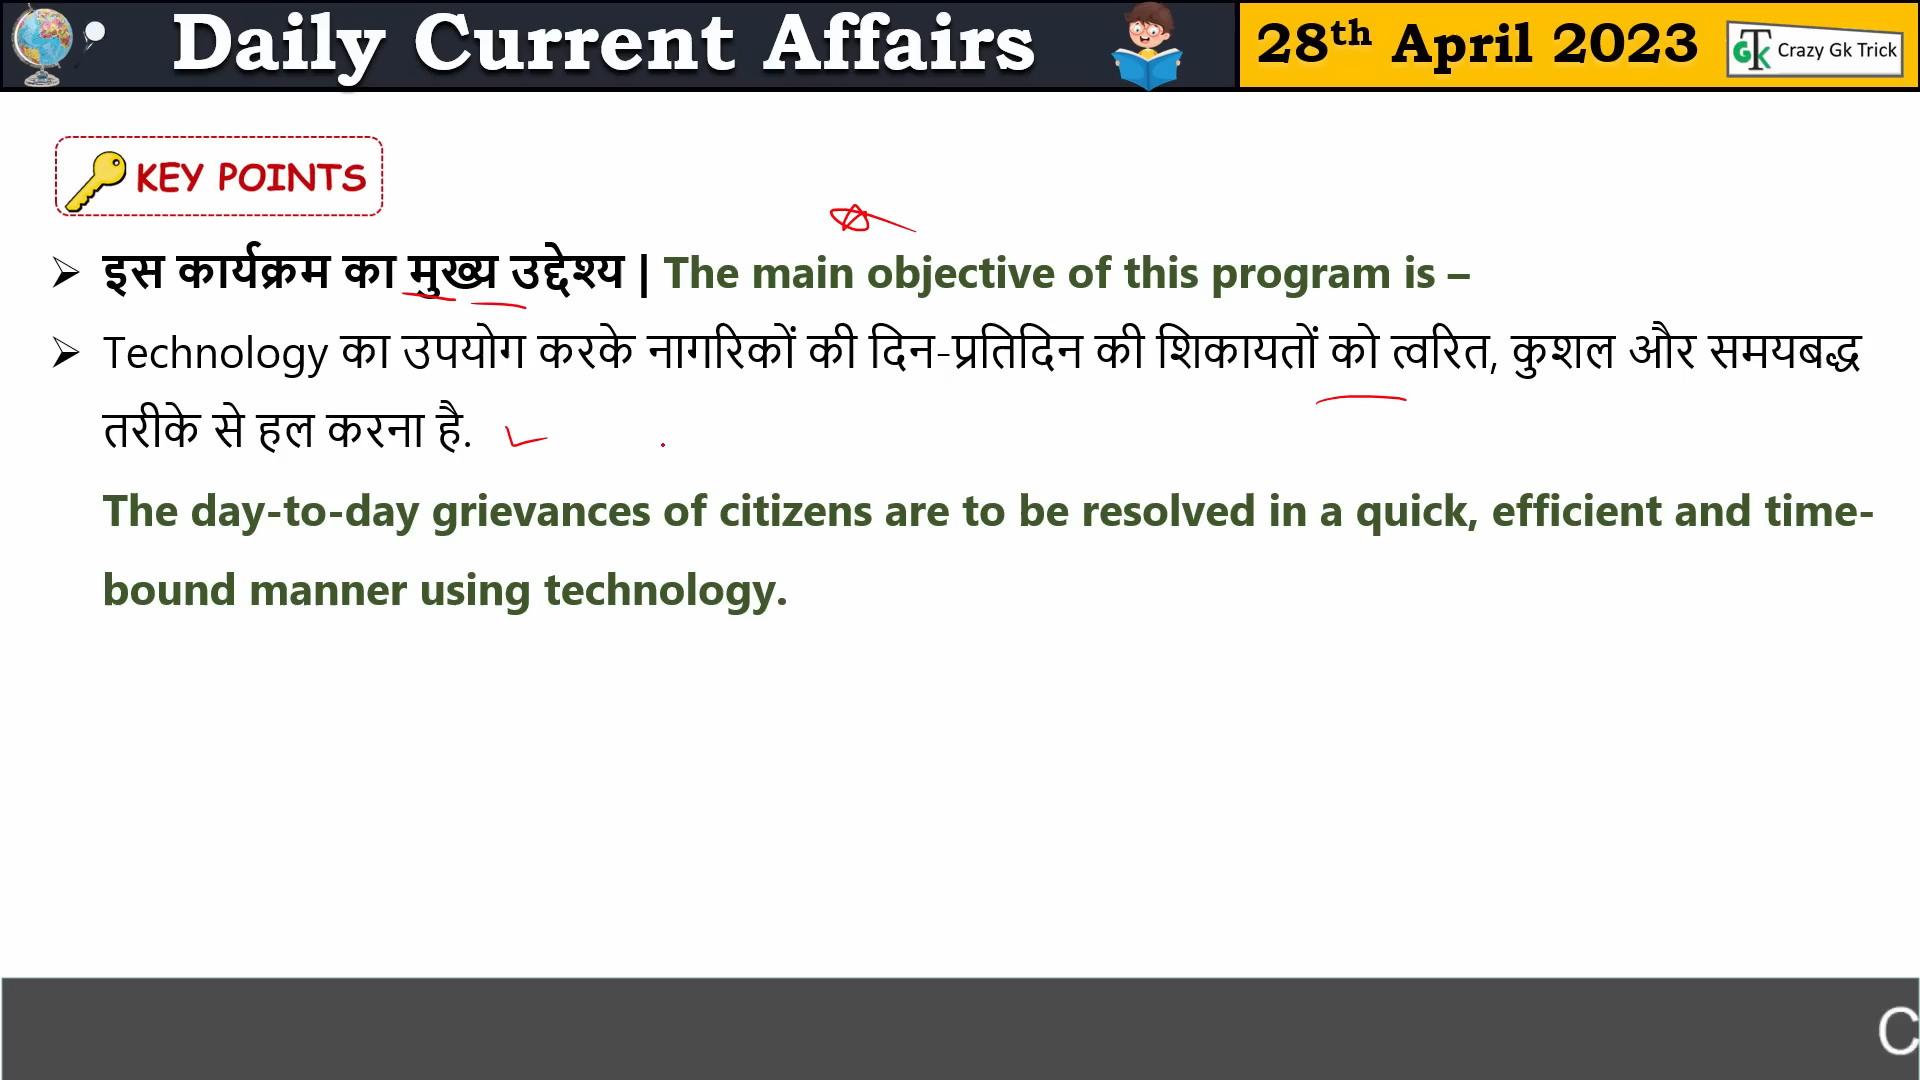 Daily Current Affairs
28th April 2023
GTK Crazy Gk Trick
KEY POINTS
➢ इस कार्यक्रम का मुख्य उद्देश्य | The main objective of this program is –
➢ Technology का उपयोग करके नागरिकों की दिन-प्रतिदिन की शिकायतों को त्वरित, कुशल और समयबद्ध
तरीके से हल करना है.
The day-to-day grievances of citizens are to be resolved in a quick, efficient and time-
bound manner using technology.
C